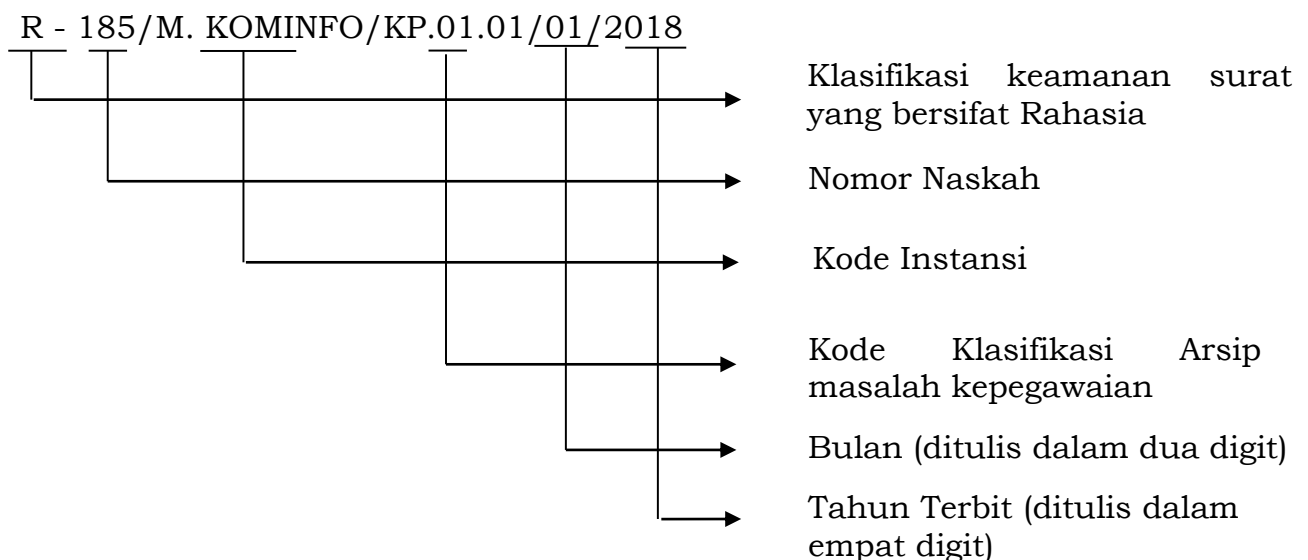 R - 185/M. KOMINFO/KP.01.01/01/2018
Klasifikasi keamanan surat
yang bersifat Rahasia
Nomor Naskah
Kode Instansi
Kode Klasifikasi Arsip
masalah kepegawaian
Bulan (ditulis dalam dua digit)
Tahun Terbit (ditulis dalam
empat digit)